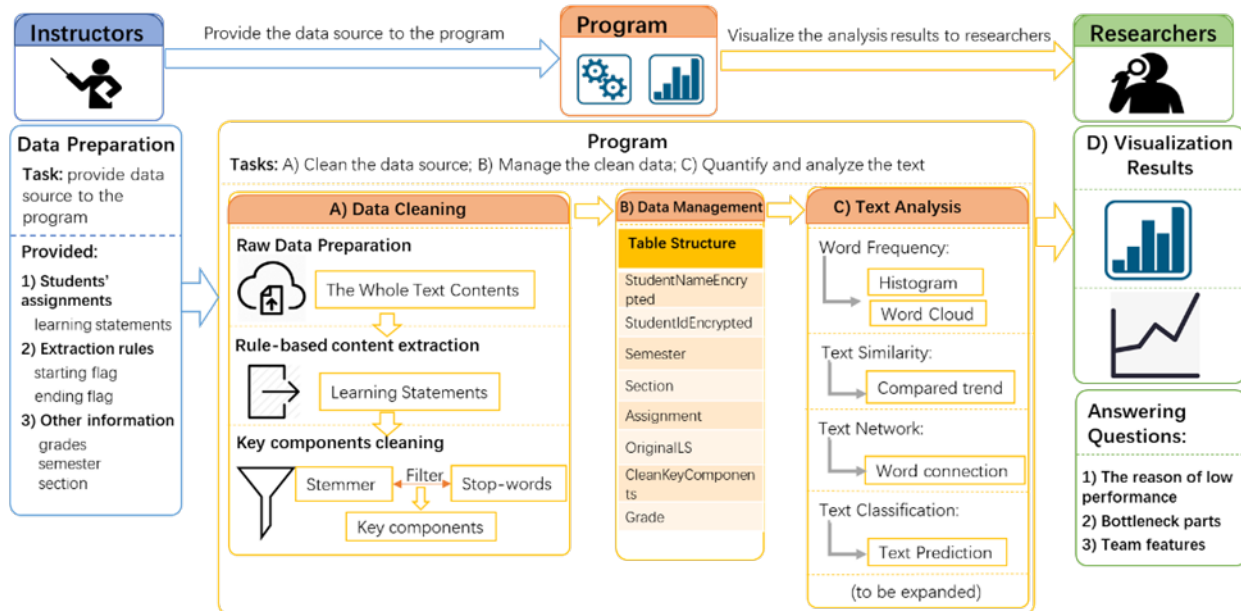 Instructors
Provide the data source to the program
Program
Visualize the analysis results to researchers
Researchers
Data Preparation
Task: provide data
source to the
program
Provided:
1) Students'
assignments
learning statements
2) Extraction rules
starting flag
ending flag
3) Other information
grades
semester
section
Program
Tasks: A) Clean the data source; B) Manage the clean data; C) Quantify and analyze the text
A) Data Cleaning
Raw Data Preparation
The Whole Text Contents
Rule-based content extraction
Learning Statements
Key components cleaning
Stemmer
Filter
Stop-words
Key components
B) Data Management
Table Structure
StudentNameEncry
pted
StudentIdEncrypted
Semester
Section
Assignment
OriginalLS
CleanKeyComponen
ts
Grade
C) Text Analysis
Word Frequency:
Histogram
Word Cloud
Text Similarity:
Compared trend
Text Network:
Word connection
Text Classification:
Text Prediction
(to be expanded)
D) Visualization
Results
Answering
Questions:
1) The reason of low
performance
2) Bottleneck parts
3) Team features